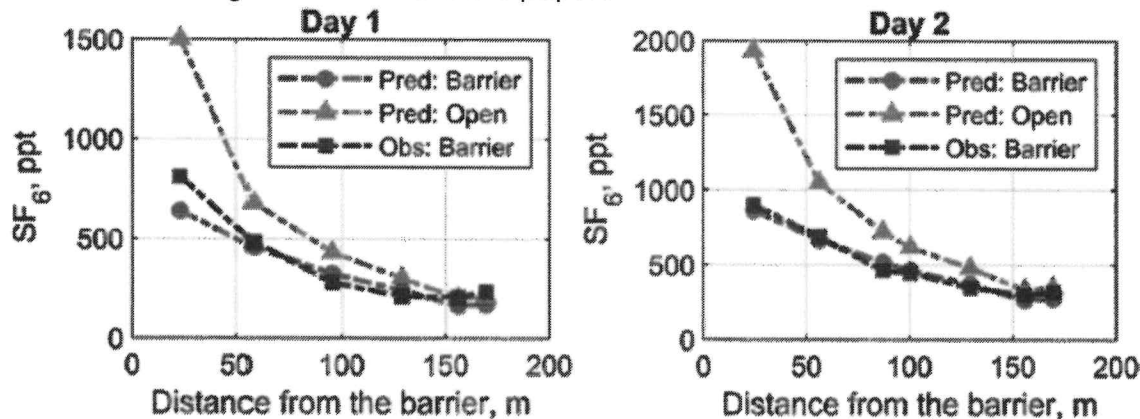 Day 1
1500
1000
500
0
SF6, ppt
Pred: Barrier
Pred: Open
Obs: Barrier
0 50 100 150 200
Distance from the barrier, m
Day 2
2000
1500
1000
500
0
SF6, ppt
Pred: Barrier
Pred: Open
Obs: Barrier
0 50 100 150 200
Distance from the barrier, m